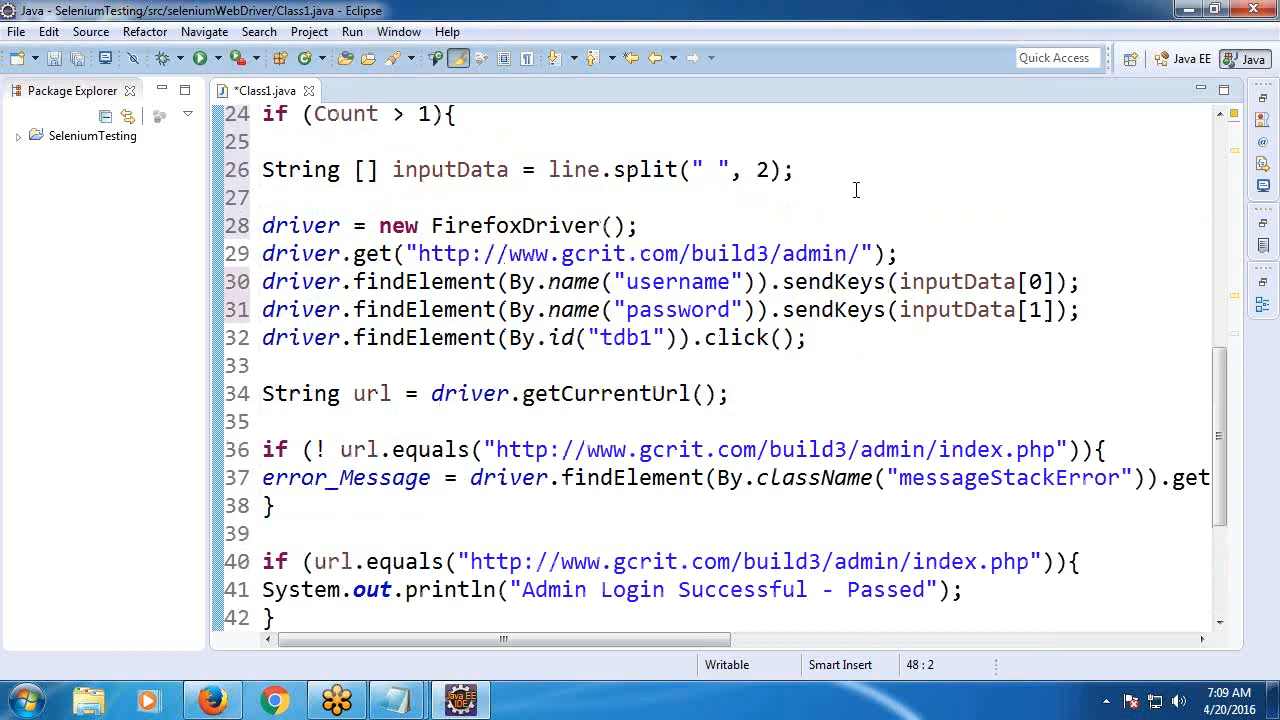 Java - SeleniumTesting/src/seleniumWebDriver/Class1.java - Eclipse
File Edit Source Refactor Navigate Search Project Run Window Help
Quick Access Java EE Java
Package Explorer *Class1.java
SeleniumTesting
24 if (Count > 1){
25
26 String [] inputData = line.split(" ", 2);
27
28 driver = new FirefoxDriver();
29 driver.get("http://www.gcrit.com/build3/admin/");
30 driver.findElement(By.name("username")).sendKeys(inputData[0]);
31 driver.findElement(By.name("password")).sendKeys(inputData[1]);
32 driver.findElement(By.id("tdb1")).click();
33
34 String url = driver.getCurrentUrl();
35
36 if (! url.equals("http://www.gcrit.com/build3/admin/index.php")){
37 error_Message = driver.findElement(By.className("messageStackError")).get
38 }
39
40 if (url.equals("http://www.gcrit.com/build3/admin/index.php")){
41 System.out.println("Admin Login Successful - Passed");
42 }
Writable Smart Insert 48 : 2
Java EE
IDE
7:09 AM
4/20/2016